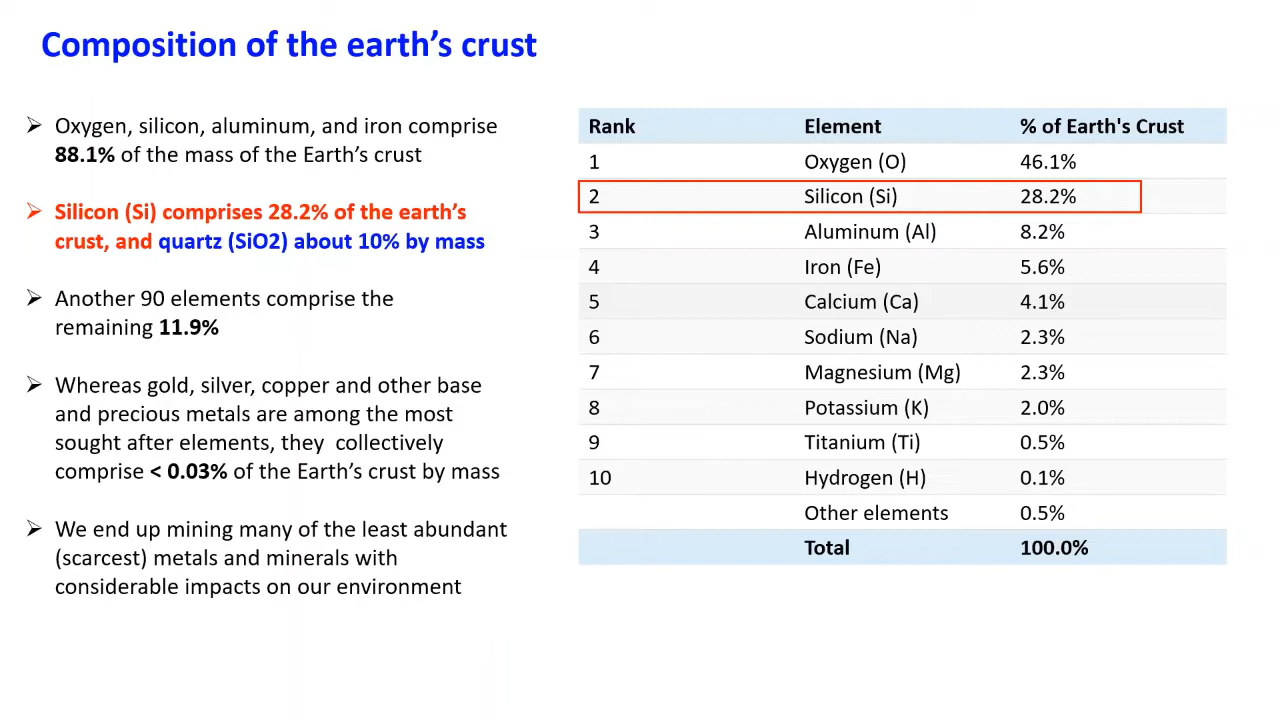 Composition of the earth’s crust
➢ Oxygen, silicon, aluminum, and iron comprise
88.1% of the mass of the Earth’s crust
➢ Silicon (Si) comprises 28.2% of the earth’s
crust, and quartz (SiO2) about 10% by mass
➢ Another 90 elements comprise the
remaining 11.9%
➢ Whereas gold, silver, copper and other base
and precious metals are among the most
sought after elements, they  collectively
comprise < 0.03% of the Earth’s crust by mass
➢ We end up mining many of the least abundant
(scarcest) metals and minerals with
considerable impacts on our environment
Rank Element % of Earth's Crust
1 Oxygen (O) 46.1%
2 Silicon (Si) 28.2%
3 Aluminum (Al) 8.2%
4 Iron (Fe) 5.6%
5 Calcium (Ca) 4.1%
6 Sodium (Na) 2.3%
7 Magnesium (Mg) 2.3%
8 Potassium (K) 2.0%
9 Titanium (Ti) 0.5%
10 Hydrogen (H) 0.1%
Other elements 0.5%
Total 100.0%